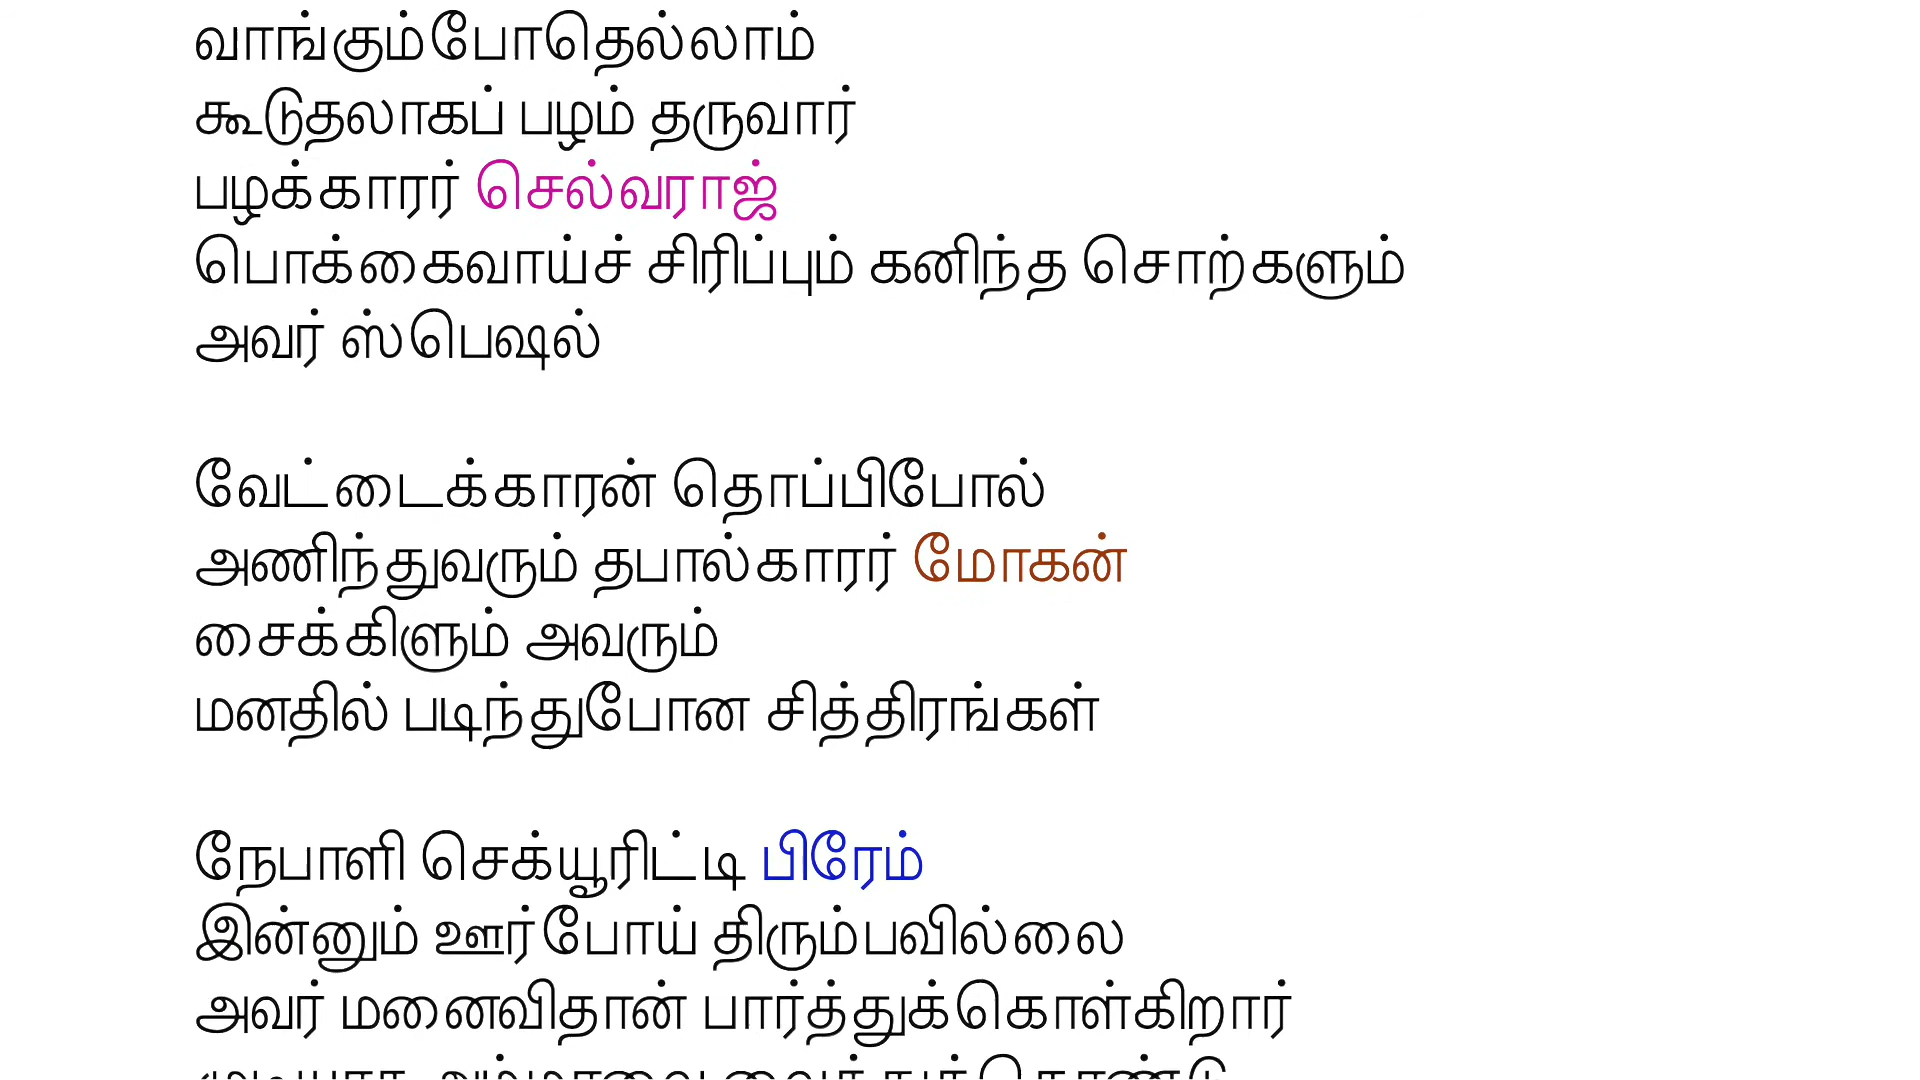 வாங்கும்போதெல்லாம்
கூடுதலாகப் பழம் தருவார்
பழக்காரர் செல்வராஜ்
பொக்கைவாய்ச் சிரிப்பும் கனிந்த சொற்களும்
அவர் ஸ்பெஷல்
வேட்டைக்காரன் தொப்பிபோல்
அணிந்துவரும் தபால்காரர் மோகன்
சைக்கிளும் அவரும்
மனதில் படிந்துபோன சித்திரங்கள்
நேபாளி செக்யூரிட்டி பிரேம்
இன்னும் ஊர்போய் திரும்பவில்லை
அவர் மனைவிதான் பார்த்துக்கொள்கிறார்